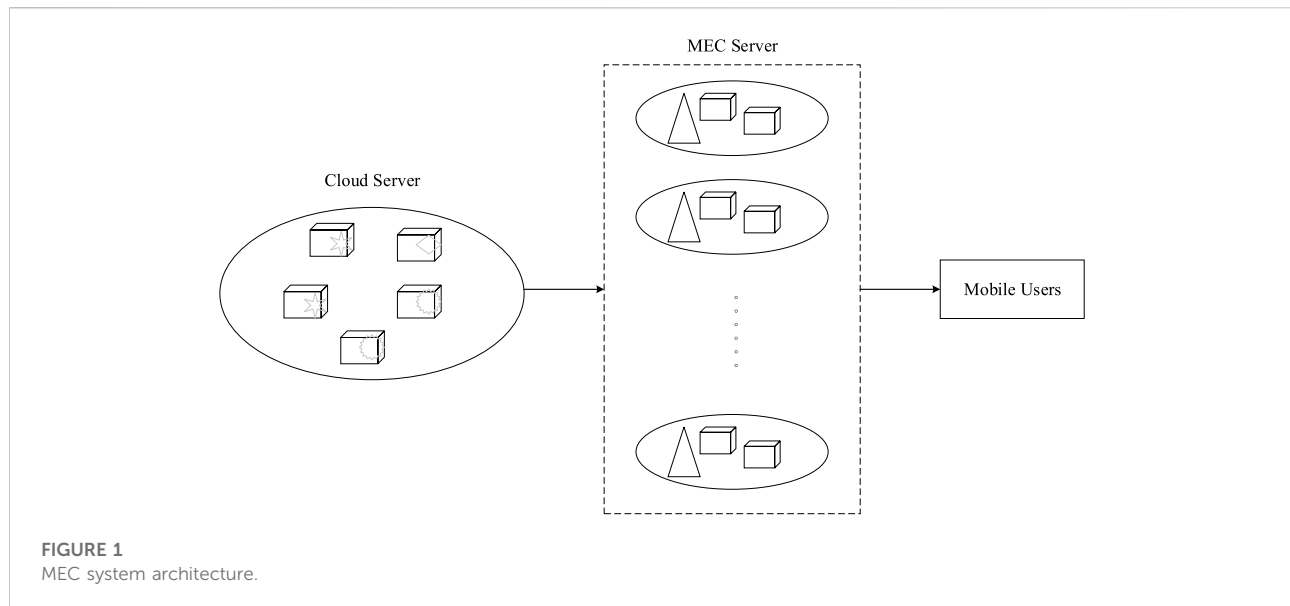 MEC Server
Cloud Server
Mobile Users
FIGURE 1
MEC system architecture.